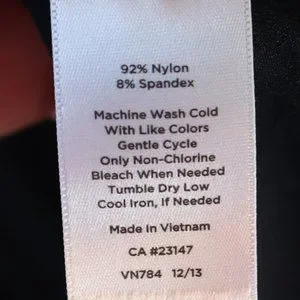 92% Nylon
8% Spandex
Machine Wash Cold
With Like Colors
Gentle Cycle
Only Non-Chlorine
Bleach When Needed
Tumble Dry Low
Cool Iron, If Needed
Made In Vietnam
CA #23147
VN784 12/13